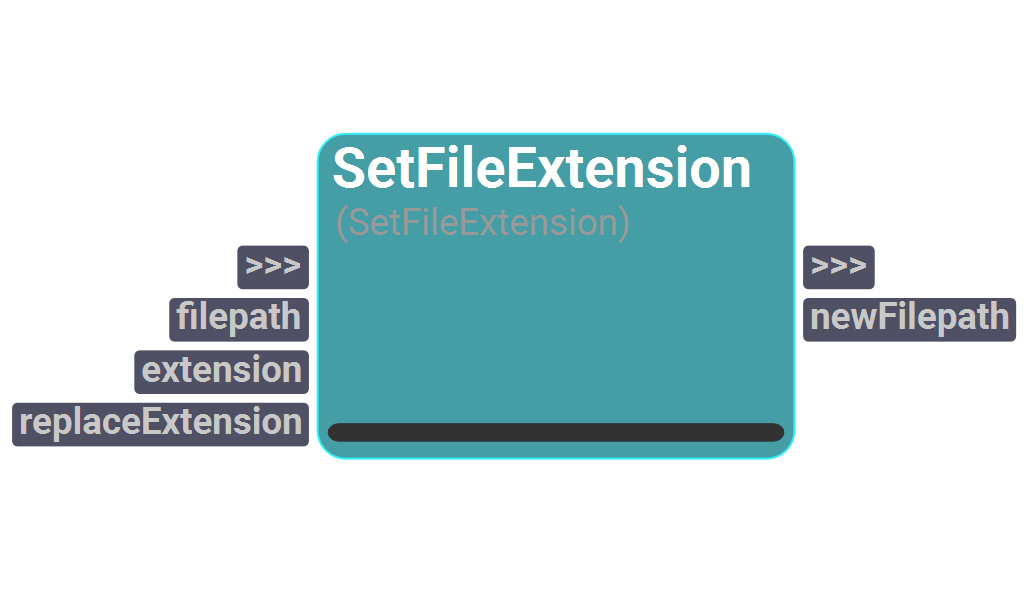 SetFileExtension
(SetFileExtension)
>>>
>>>
filepath
newFilepath
extension
replaceExtension